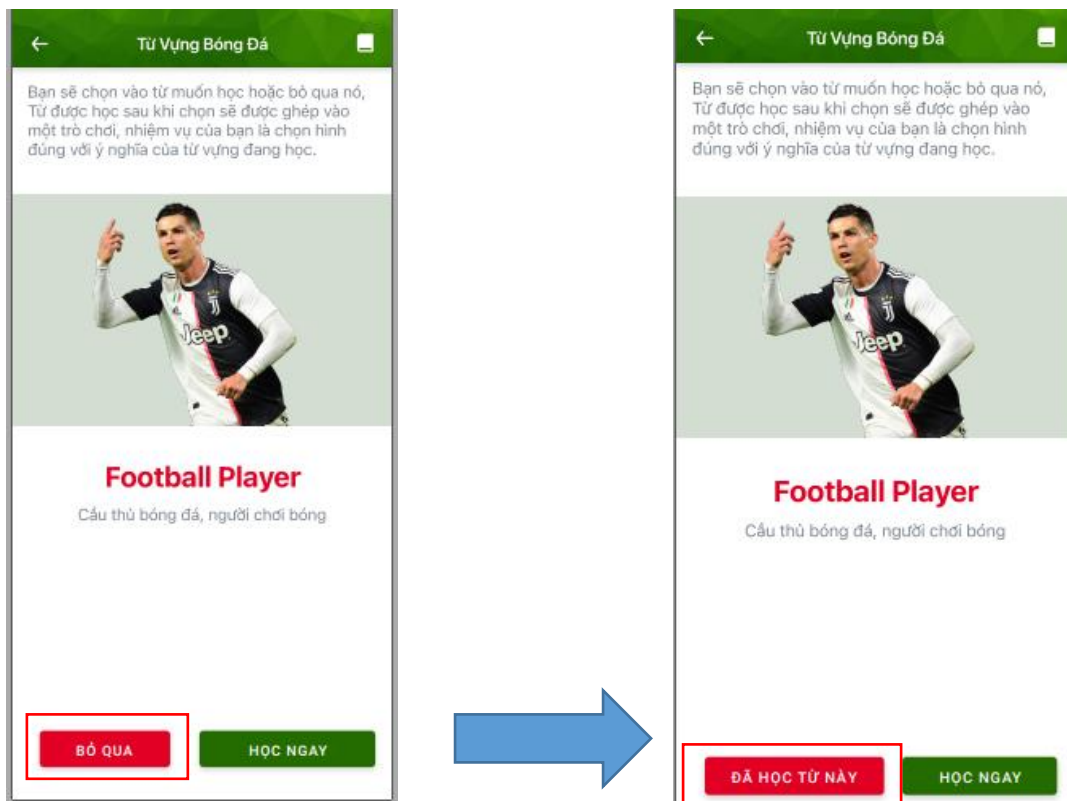 Từ Vựng Bóng Đá
Bạn sẽ chọn vào từ muốn học hoặc bỏ qua nó,
Từ được học sau khi chọn sẽ được ghép vào
một trò chơi, nhiệm vụ của bạn là chọn hình
đúng với ý nghĩa của từ vựng đang học.
Jeep
Football Player
Cầu thủ bóng đá, người chơi bóng
BỎ QUA
HỌC NGAY
Từ Vựng Bóng Đá
Bạn sẽ chọn vào từ muốn học hoặc bỏ qua nó,
Từ được học sau khi chọn sẽ được ghép vào
một trò chơi, nhiệm vụ của bạn là chọn hình
đúng với ý nghĩa của từ vựng đang học.
Jeep
Football Player
Cầu thủ bóng đá, người chơi bóng
ĐÃ HỌC TỪ NÀY
HỌC NGAY